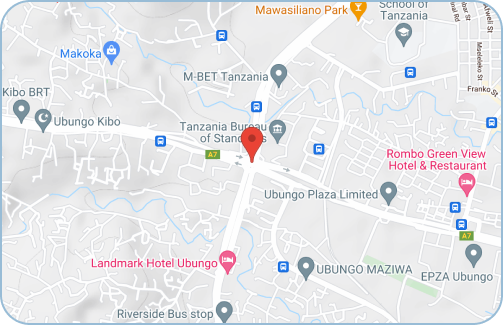 Mawasiliano Park
School of
Tanzania
Makoka
M-BET Tanzania
Mseleleko St
Franko St
Kibo BRT
Ubungo Kibo
Tanzania Bureau
of Standards
A7
Rombo Green View
Hotel & Restaurant
Ubungo Plaza Limited
A7
Landmark Hotel Ubungo
UBUNGO MAZIWA
EPZA Ubungo
Riverside Bus stop